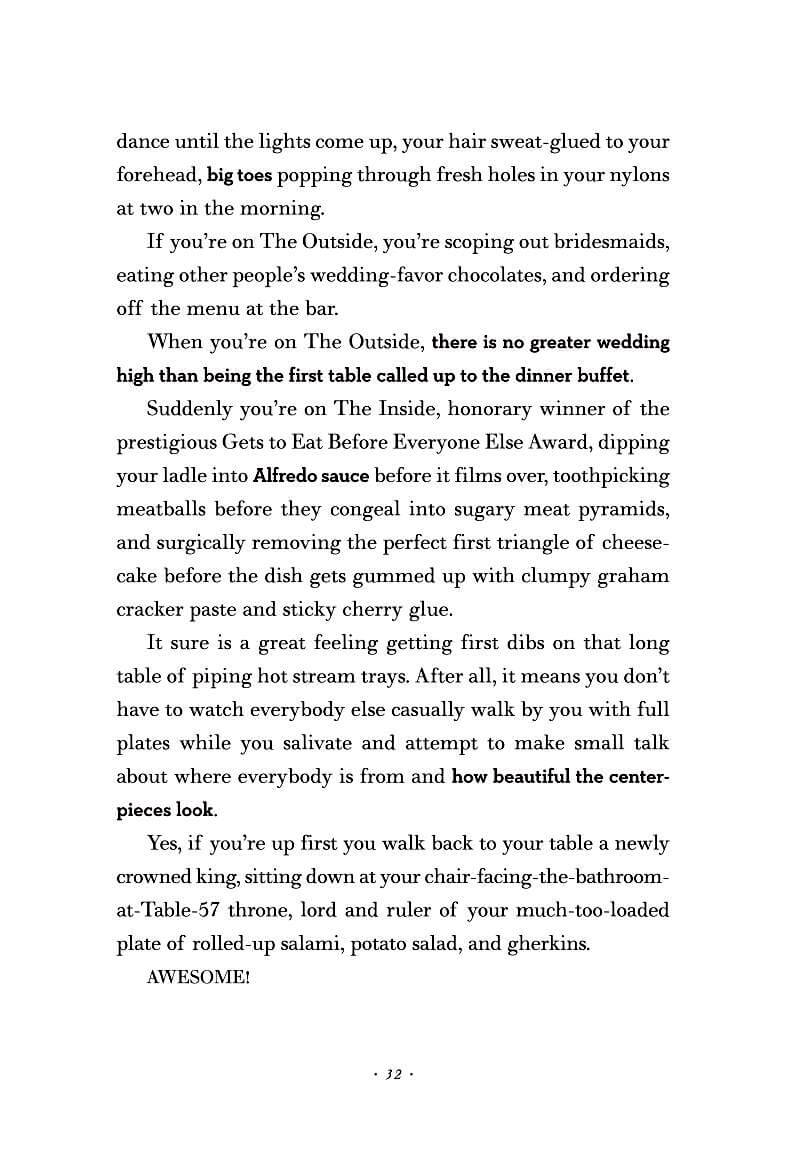 dance until the lights come up, your hair sweat-glued to your
forehead, big toes popping through fresh holes in your nylons
at two in the morning.
If you're on The Outside, you're scoping out bridesmaids,
eating other people's wedding-favor chocolates, and ordering
off the menu at the bar.
When you're on The Outside, there is no greater wedding
high than being the first table called up to the dinner buffet.
Suddenly you're on The Inside, honorary winner of the
prestigious Gets to Eat Before Everyone Else Award, dipping
your ladle into Alfredo sauce before it films over, toothpicking
meatballs before they congeal into sugary meat pyramids,
and surgically removing the perfect first triangle of cheese-
cake before the dish gets gummed up with clumpy graham
cracker paste and sticky cherry glue.
It sure is a great feeling getting first dibs on that long
table of piping hot stream trays. After all, it means you don't
have to watch everybody else casually walk by you with full
plates while you salivate and attempt to make small talk
about where everybody is from and how beautiful the center-
pieces look.
Yes, if you're up first you walk back to your table a newly
crowned king, sitting down at your chair-facing-the-bathroom-
at-Table-57 throne, lord and ruler of your much-too-loaded
plate of rolled-up salami, potato salad, and gherkins.
AWESOME!
· 32 ·